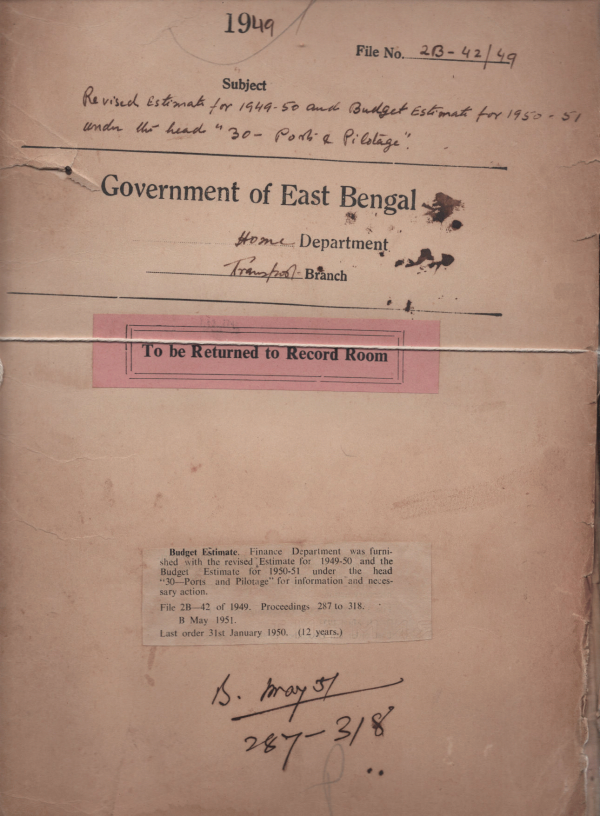 1949
File No. 2B-42/49
Subject
Revised Estimate for 1949-50 and Budget Estimate for 1950-51
under the head "30- Ports & Pilotage".
Government of East Bengal
Home Department
Transport Branch
To be Returned to Record Room
Budget Estimate. Finance Department was furni-
shed with the revised Estimate for 1949-50 and the
Budget Estimate for 1950-51 under the head
"30—Ports and Pilotage" for information and neces-
sary action.
File 2B—42 of 1949. Proceedings 287 to 318.
B May 1951.
Last order 31st January 1950. (12 years.)
B. May 51
287-318